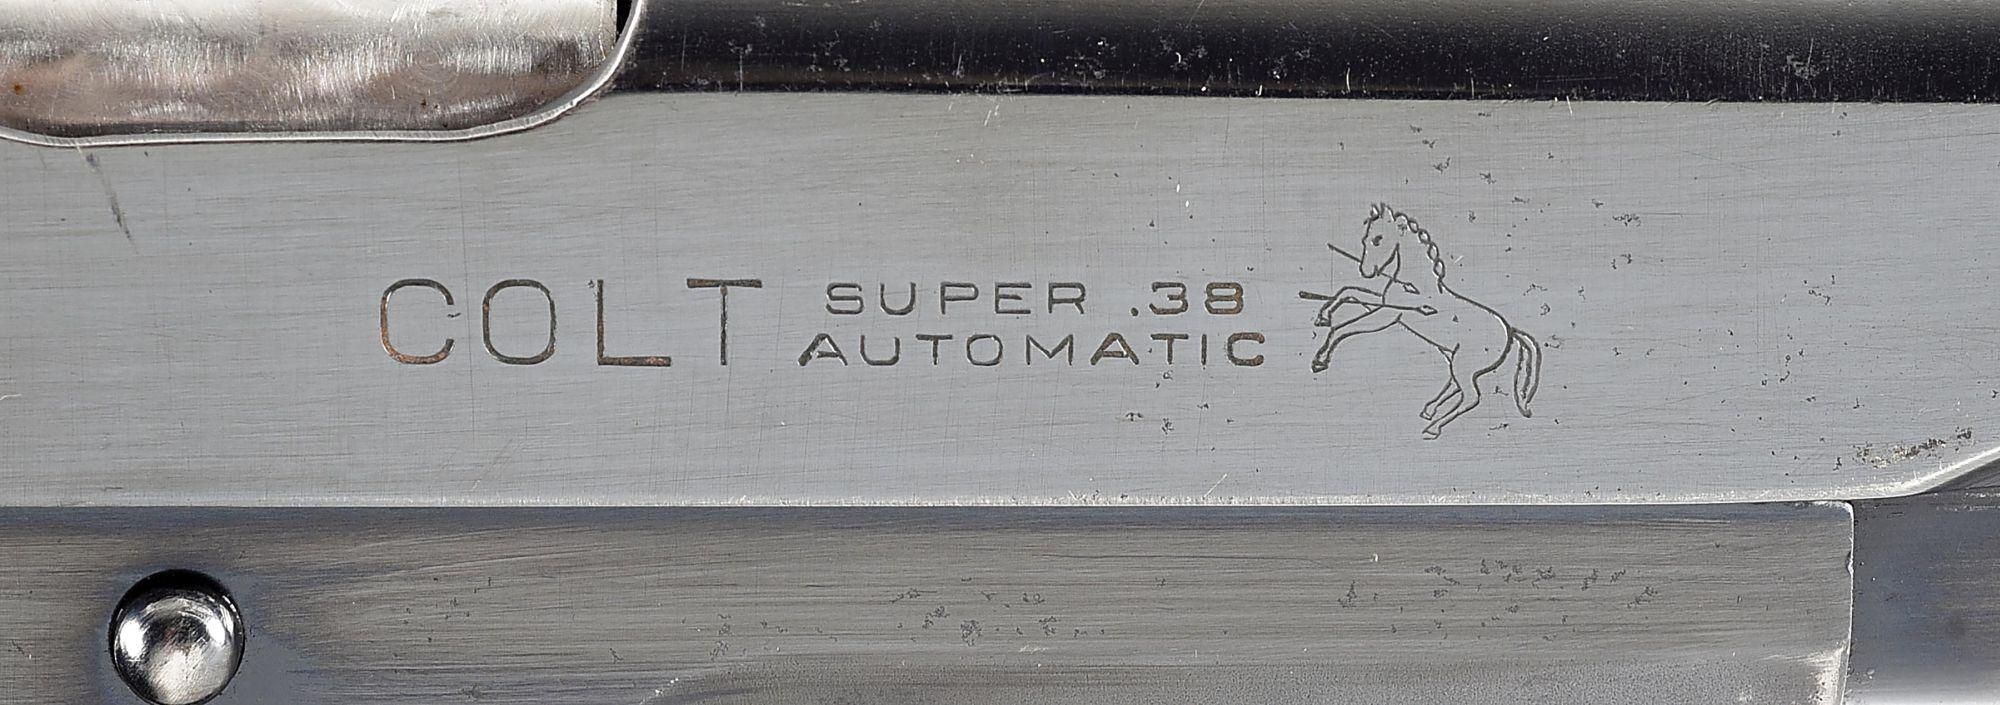 COLT SUPER .38
AUTOMATIC